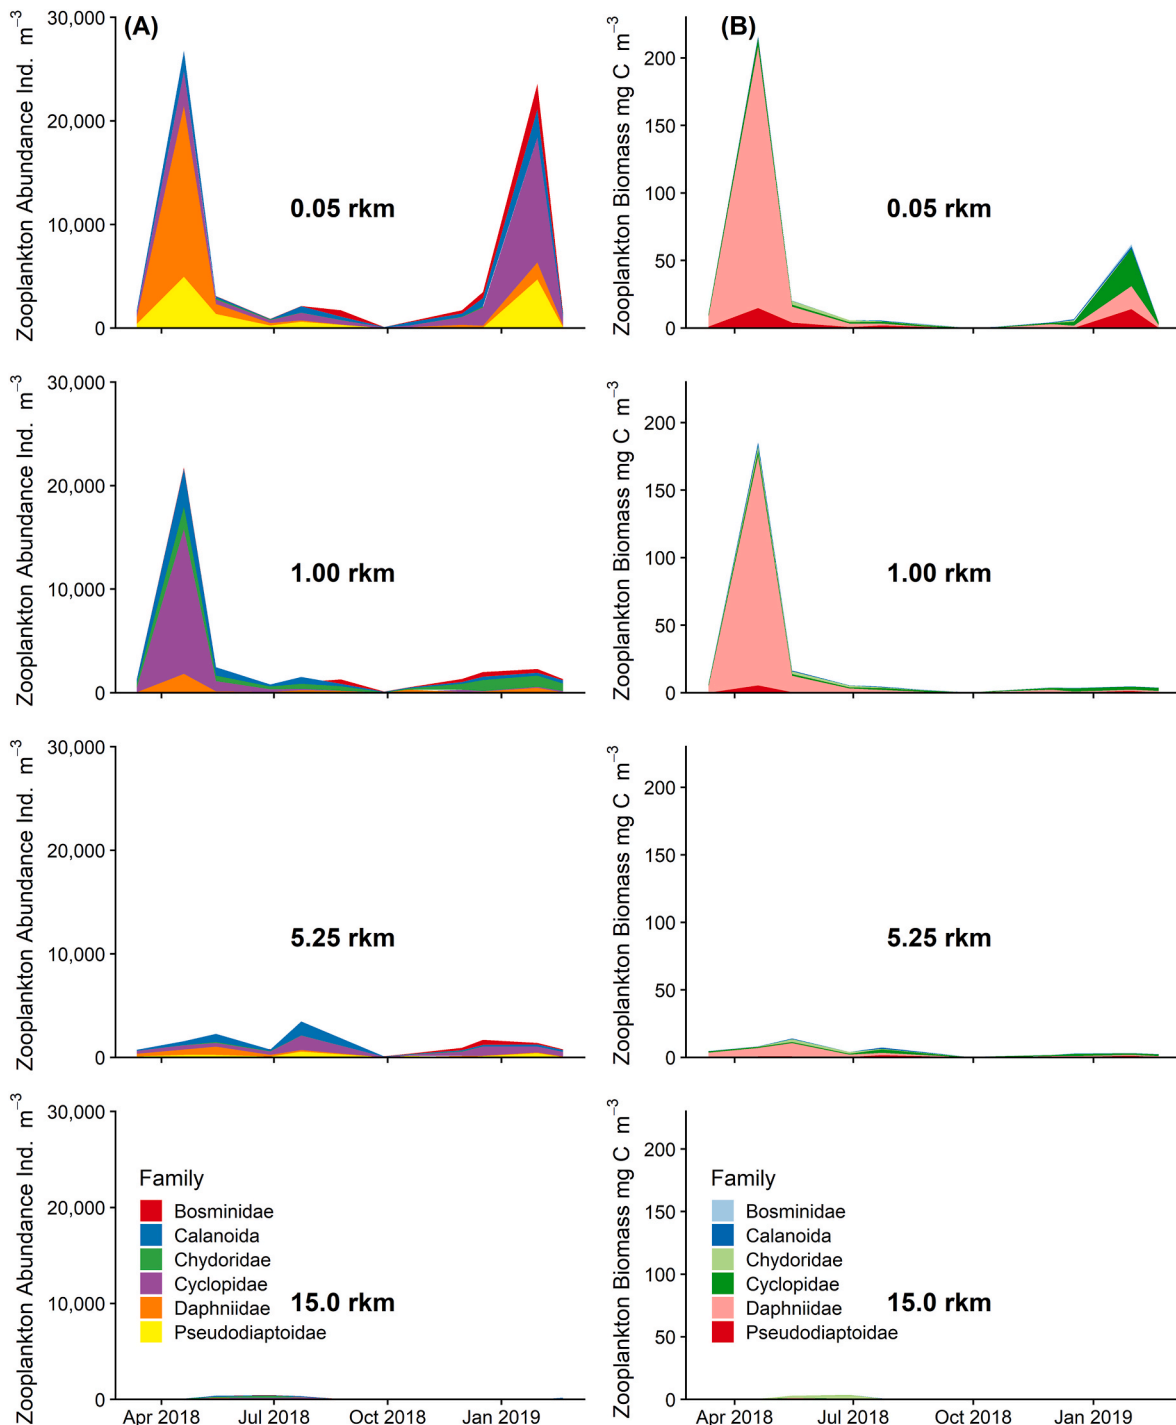 (A)
Zooplankton Abundance Ind. m⁻³
30,000
20,000
10,000
0
0.05 rkm
(B)
Zooplankton Biomass mg C m⁻³
200
150
100
50
0
0.05 rkm
Zooplankton Abundance Ind. m⁻³
30,000
20,000
10,000
0
1.00 rkm
Zooplankton Biomass mg C m⁻³
200
150
100
50
0
1.00 rkm
Zooplankton Abundance Ind. m⁻³
30,000
20,000
10,000
0
5.25 rkm
Zooplankton Biomass mg C m⁻³
200
150
100
50
0
5.25 rkm
Zooplankton Abundance Ind. m⁻³
30,000
20,000
10,000
0
Family
Bosminidae
Calanoida
Chydoridae
Cyclopidae
Daphniidae
Pseudodiaptoidae
15.0 rkm
Apr 2018
Jul 2018
Oct 2018
Jan 2019
Zooplankton Biomass mg C m⁻³
200
150
100
50
0
Family
Bosminidae
Calanoida
Chydoridae
Cyclopidae
Daphniidae
Pseudodiaptoidae
15.0 rkm
Apr 2018
Jul 2018
Oct 2018
Jan 2019